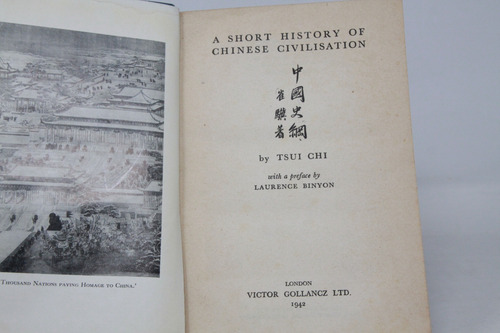 THOUSAND NATIONS PAYING HOMAGE TO CHINA.'
A SHORT HISTORY OF
CHINESE CIVILISATION
中國史綱
崔驥著
by TSUI CHI
with a preface by
LAURENCE BINYON
LONDON
VICTOR GOLLANCZ LTD.
1942